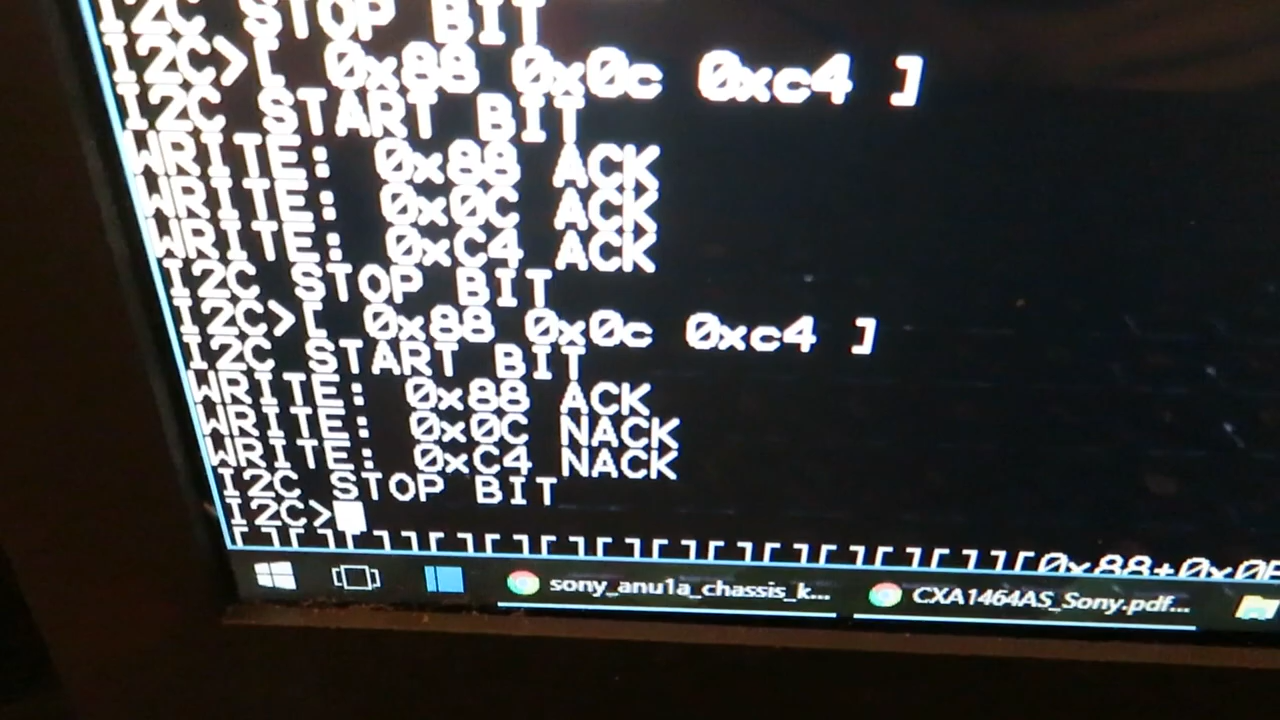 I2C STOP BIT
I2C>[ 0x88 0x0c 0xc4 ]
I2C START BIT
WRITE: 0x88 ACK
WRITE: 0x0C ACK
WRITE: 0xC4 ACK
I2C STOP BIT
I2C>[ 0x88 0x0c 0xc4 ]
I2C START BIT
WRITE: 0x88 ACK
WRITE: 0x0C NACK
WRITE: 0xC4 NACK
I2C STOP BIT
I2C>
sony_anu1a_chassis_k...
CXA1464AS_Sony.pdf...